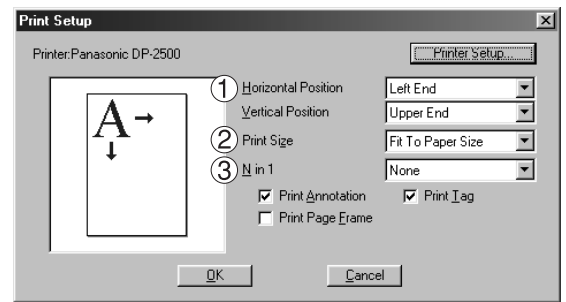 Print Setup
Printer:Panasonic DP-2500 Printer Setup...
1 Horizontal Position Left End
Vertical Position Upper End
2 Print Size Fit To Paper Size
3 N in 1 None
Print Annotation Print Tag
Print Page Frame
A
OK Cancel